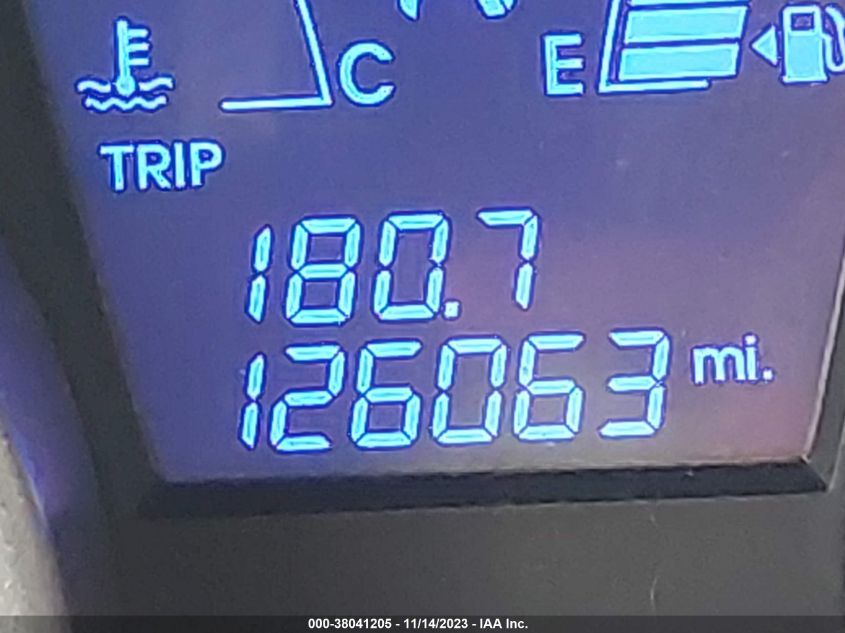 C E
TRIP
180.7
126063 mi.
000-38041205 - 11/14/2023 - IAA Inc.